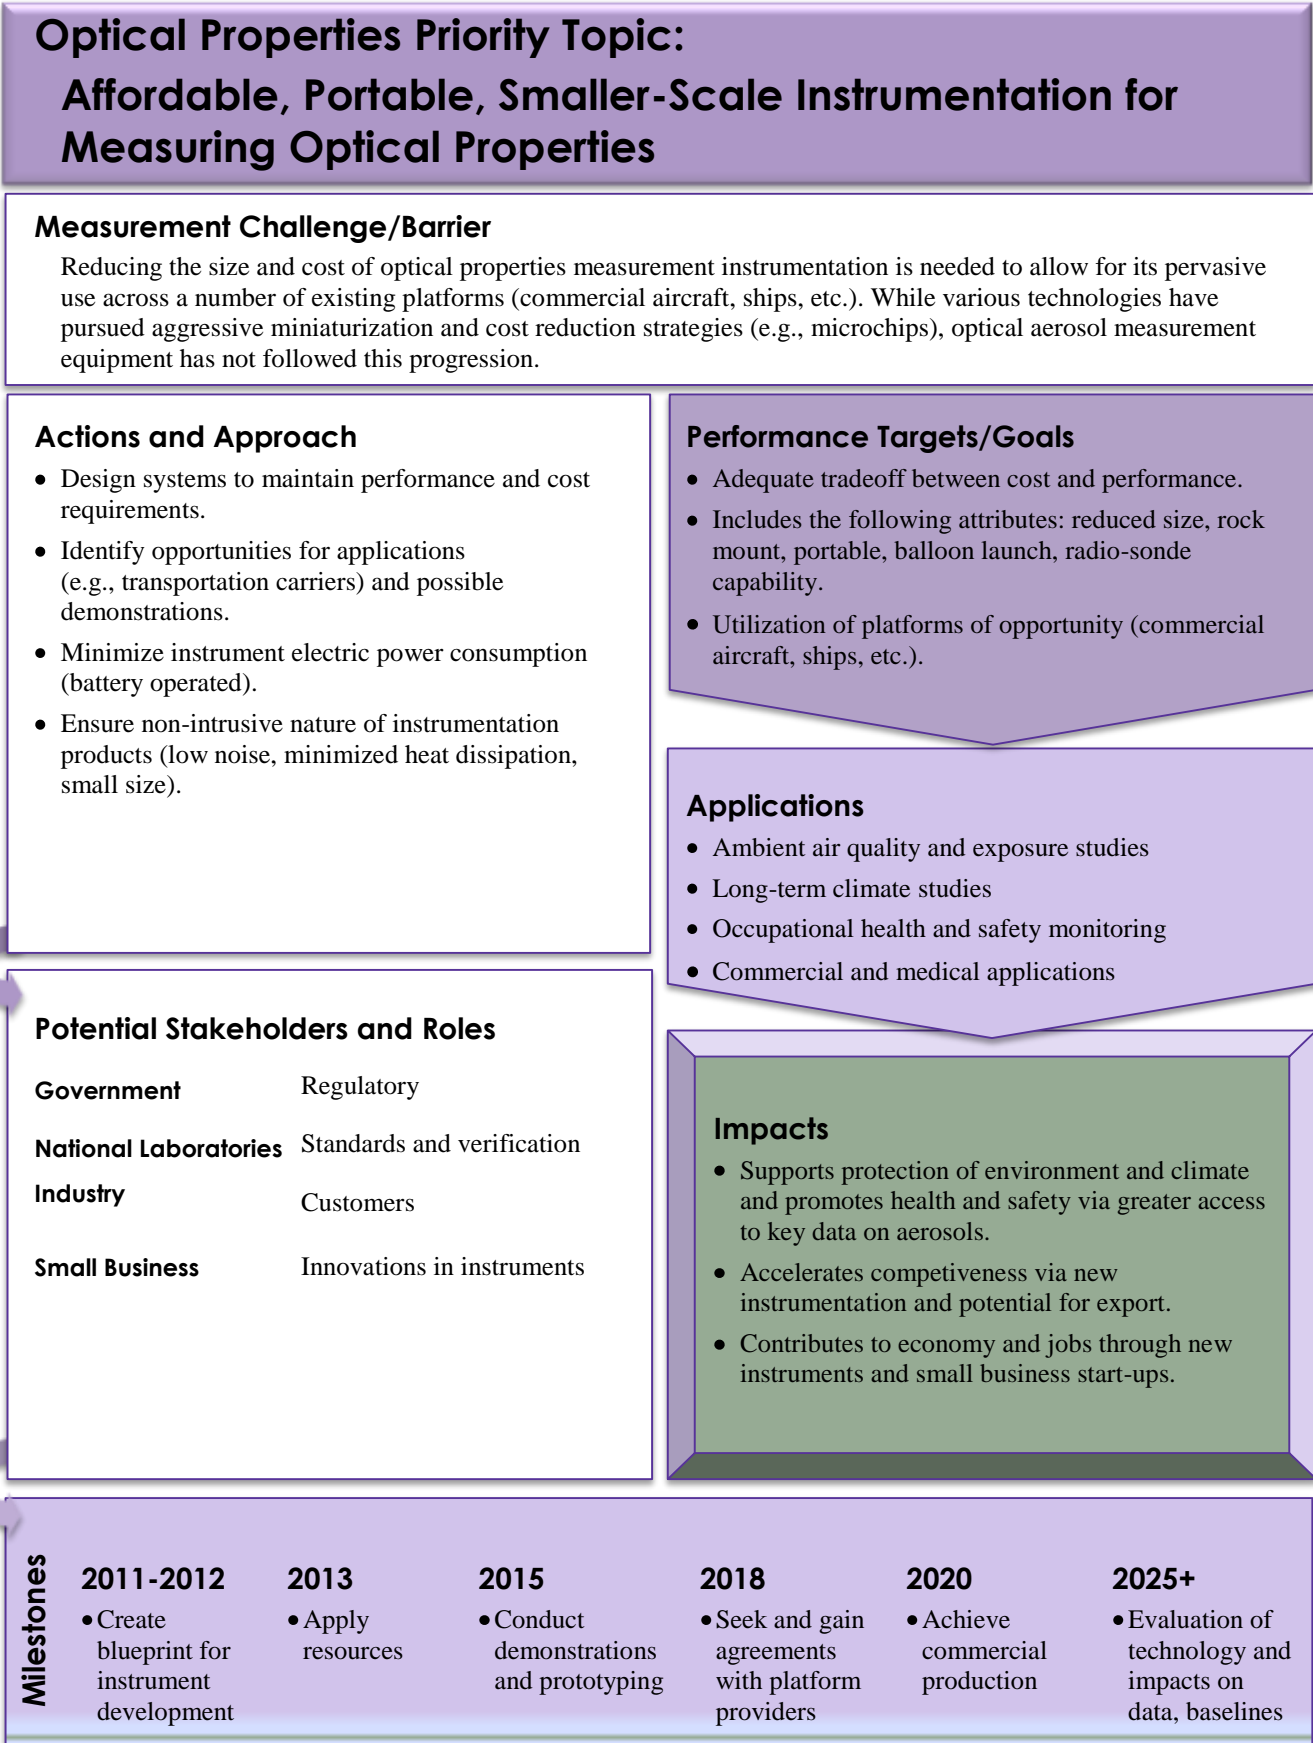 Optical Properties Priority Topic:
Affordable, Portable, Smaller-Scale Instrumentation for
Measuring Optical Properties
Measurement Challenge/Barrier
Reducing the size and cost of optical properties measurement instrumentation is needed to allow for its pervasive
use across a number of existing platforms (commercial aircraft, ships, etc.). While various technologies have
pursued aggressive miniaturization and cost reduction strategies (e.g., microchips), optical aerosol measurement
equipment has not followed this progression.
Actions and Approach
• Design systems to maintain performance and cost
requirements.
• Identify opportunities for applications
(e.g., transportation carriers) and possible
demonstrations.
• Minimize instrument electric power consumption
(battery operated).
• Ensure non-intrusive nature of instrumentation
products (low noise, minimized heat dissipation,
small size).
Performance Targets/Goals
• Adequate tradeoff between cost and performance.
• Includes the following attributes: reduced size, rock
mount, portable, balloon launch, radio-sonde
capability.
• Utilization of platforms of opportunity (commercial
aircraft, ships, etc.).
Applications
• Ambient air quality and exposure studies
• Long-term climate studies
• Occupational health and safety monitoring
• Commercial and medical applications
Potential Stakeholders and Roles
Government Regulatory
National Laboratories Standards and verification
Industry Customers
Small Business Innovations in instruments
Impacts
• Supports protection of environment and climate
and promotes health and safety via greater access
to key data on aerosols.
• Accelerates competiveness via new
instrumentation and potential for export.
• Contributes to economy and jobs through new
instruments and small business start-ups.
Milestones
2011-2012
• Create
blueprint for
instrument
development
2013
• Apply
resources
2015
• Conduct
demonstrations
and prototyping
2018
• Seek and gain
agreements
with platform
providers
2020
• Achieve
commercial
production
2025+
• Evaluation of
technology and
impacts on
data, baselines